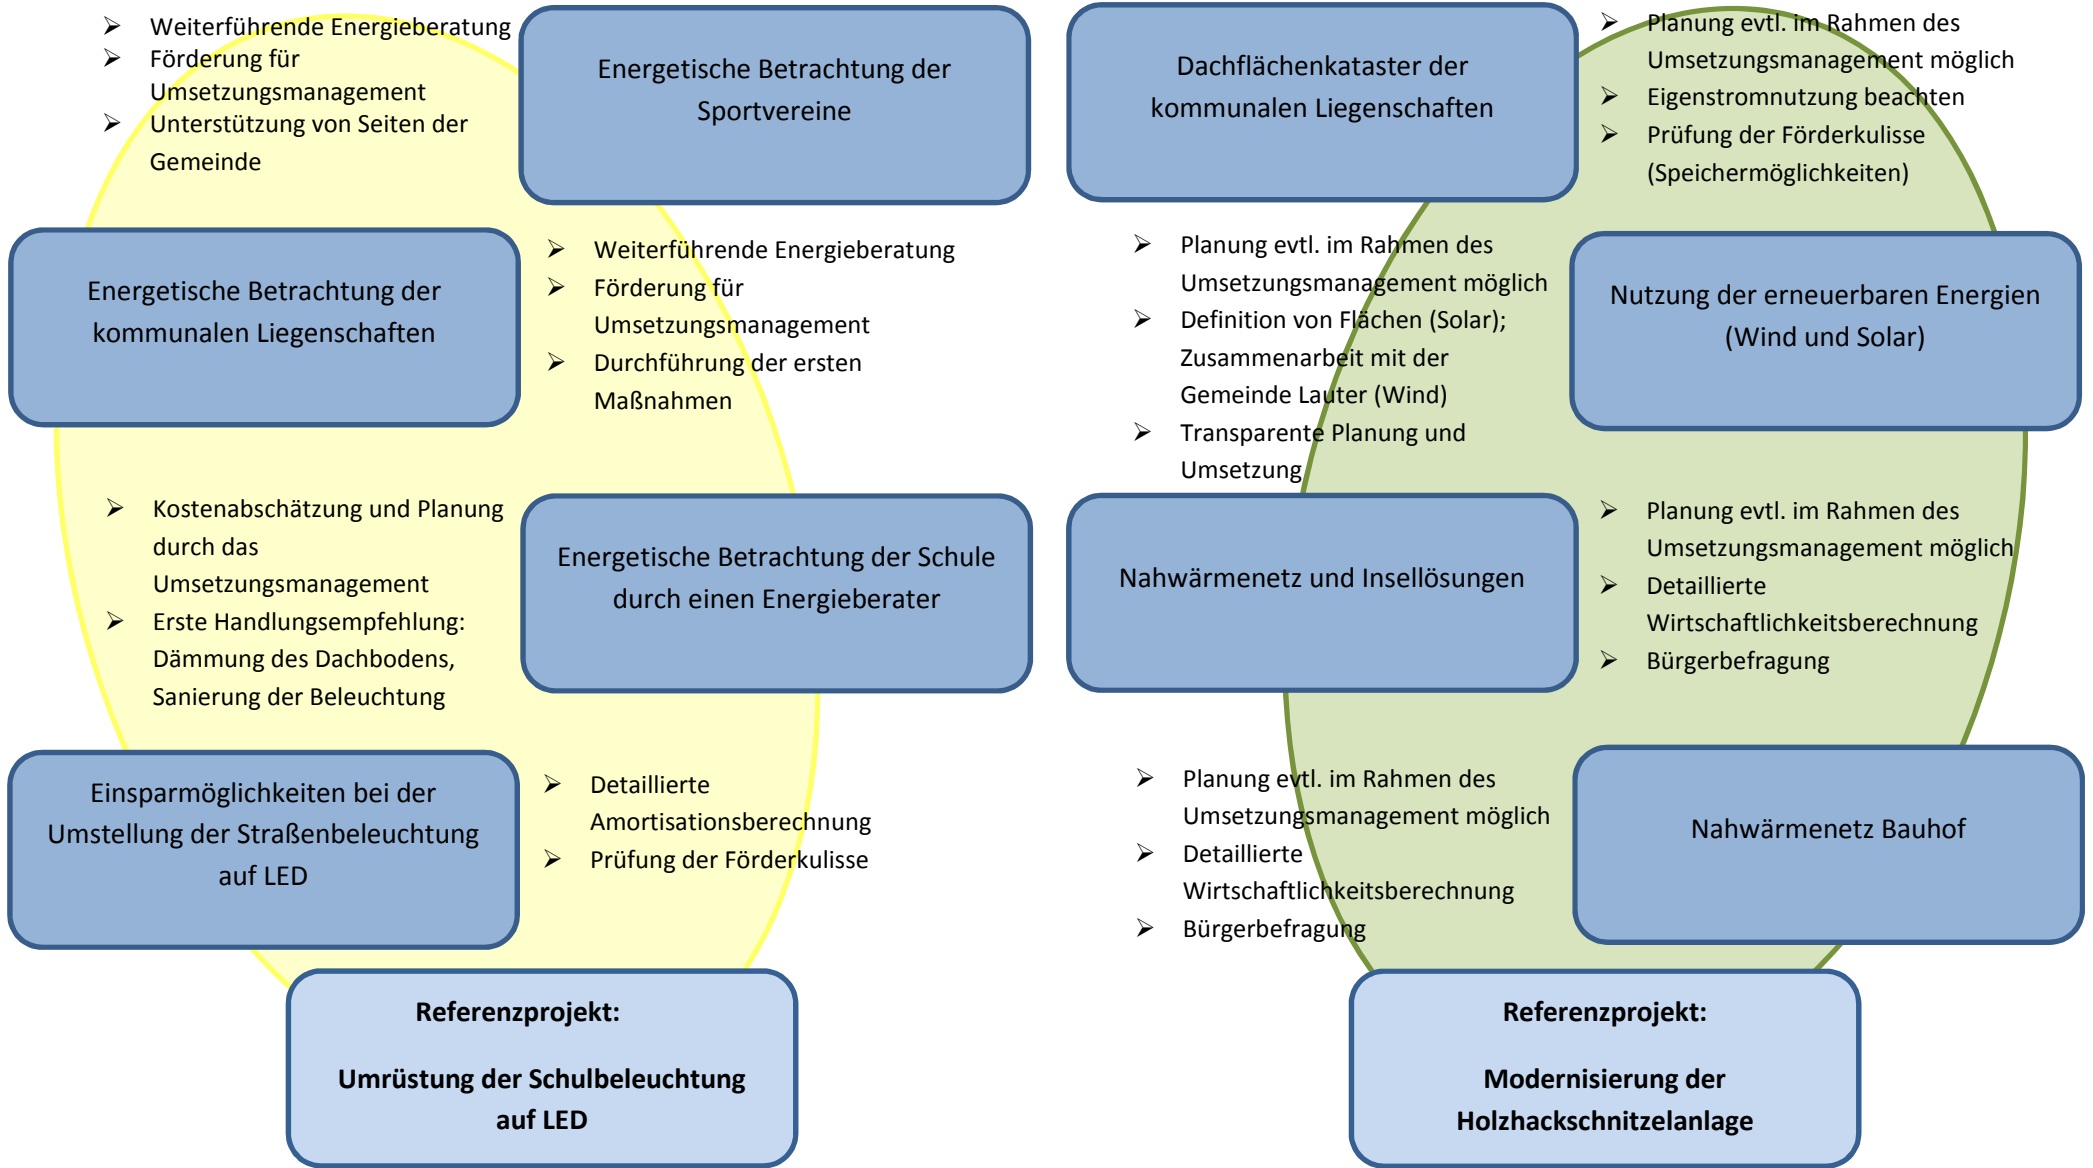 ➢ Weiterführende Energieberatung
➢ Förderung für
Umsetzungsmanagement
➢ Unterstützung von Seiten der
Gemeinde
Energetische Betrachtung der
Sportvereine
Energetische Betrachtung der
kommunalen Liegenschaften
➢ Weiterführende Energieberatung
➢ Förderung für
Umsetzungsmanagement
➢ Durchführung der ersten
Maßnahmen
➢ Kostenabschätzung und Planung
durch das
Umsetzungsmanagement
➢ Erste Handlungsempfehlung:
Dämmung des Dachbodens,
Sanierung der Beleuchtung
Energetische Betrachtung der Schule
durch einen Energieberater
Einsparmöglichkeiten bei der
Umstellung der Straßenbeleuchtung
auf LED
➢ Detaillierte
Amortisationsberechnung
➢ Prüfung der Förderkulisse
Referenzprojekt:
Umrüstung der Schulbeleuchtung
auf LED
Dachflächenkataster der
kommunalen Liegenschaften
➢ Planung evtl. im Rahmen des
Umsetzungsmanagement möglich
➢ Eigenstromnutzung beachten
➢ Prüfung der Förderkulisse
(Speichermöglichkeiten)
➢ Planung evtl. im Rahmen des
Umsetzungsmanagement möglich
➢ Definition von Flächen (Solar);
Zusammenarbeit mit der
Gemeinde Lauter (Wind)
➢ Transparente Planung und
Umsetzung
Nutzung der erneuerbaren Energien
(Wind und Solar)
Nahwärmenetz und Insellösungen
➢ Planung evtl. im Rahmen des
Umsetzungsmanagement möglich
➢ Detaillierte
Wirtschaftlichkeitsberechnung
➢ Bürgerbefragung
➢ Planung evtl. im Rahmen des
Umsetzungsmanagement möglich
➢ Detaillierte
Wirtschaftlichkeitsberechnung
➢ Bürgerbefragung
Nahwärmenetz Bauhof
Referenzprojekt:
Modernisierung der
Holzhackschnitzelanlage